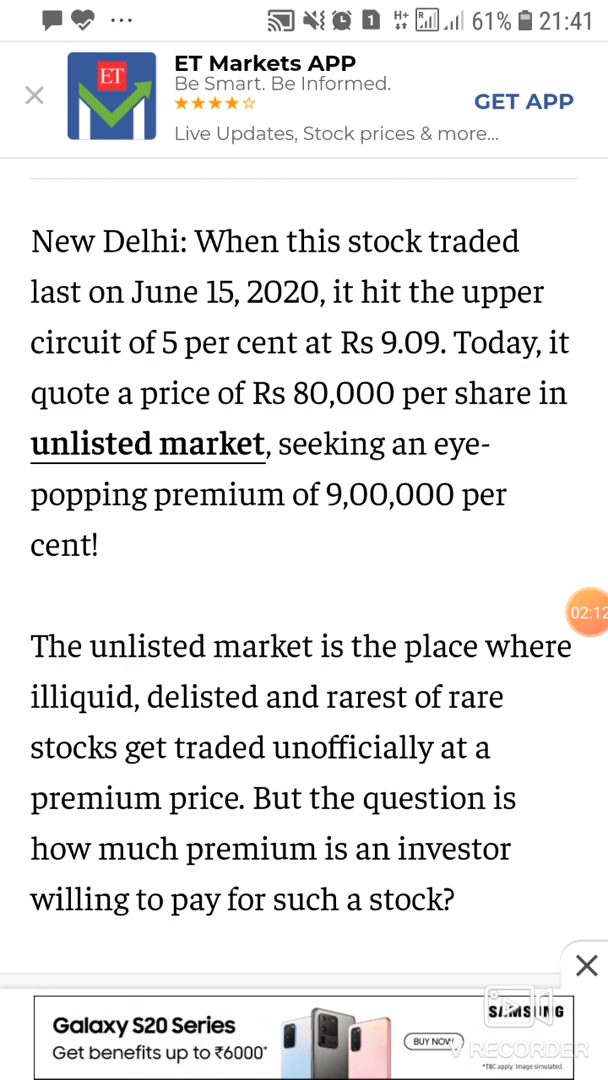 ... 1 H+ R 61% 21:41
ET
ET Markets APP
Be Smart. Be Informed.
GET APP
Live Updates, Stock prices & more...
New Delhi: When this stock traded
last on June 15, 2020, it hit the upper
circuit of 5 per cent at Rs 9.09. Today, it
quote a price of Rs 80,000 per share in
unlisted market, seeking an eye-
popping premium of 9,00,000 per
cent!
02:12
The unlisted market is the place where
illiquid, delisted and rarest of rare
stocks get traded unofficially at a
premium price. But the question is
how much premium is an investor
willing to pay for such a stock?
SAMSUNG
Galaxy S20 Series
Get benefits up to ₹6000*
BUY NOW
V RECORDER
*T&C apply. Image simulated.